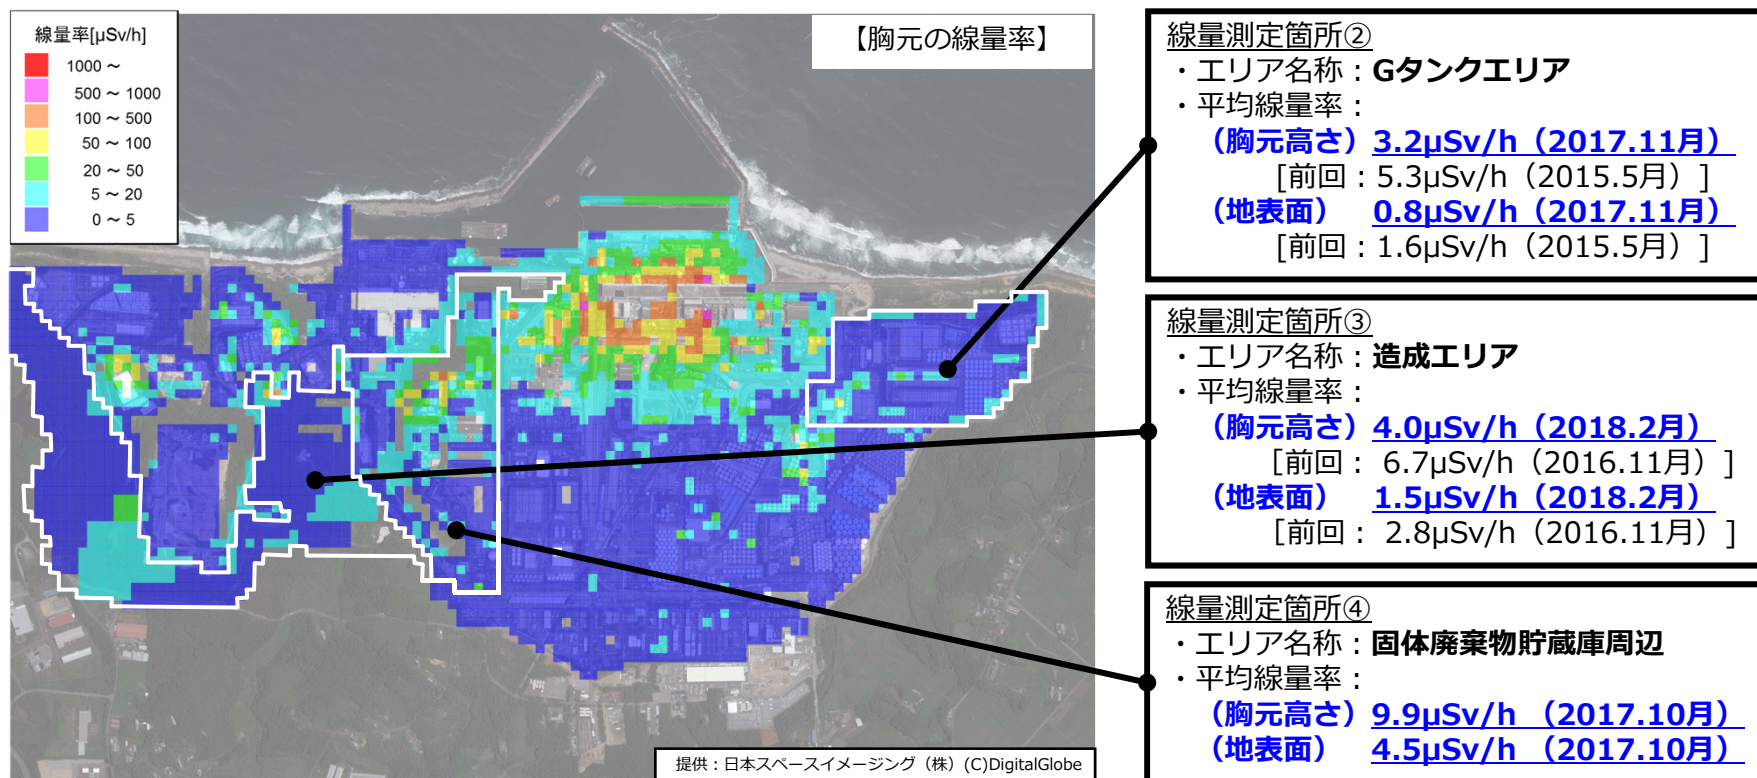 線量率[μSv/h]
1000 ～
500 ～ 1000
100 ～ 500
50 ～ 100
20 ～ 50
5 ～ 20
0 ～ 5
【胸元の線量率】
提供：日本スペースイメージング（株）(C)DigitalGlobe
線量測定箇所②
・エリア名称：Gタンクエリア
・平均線量率：
（胸元高さ）3.2μSv/h（2017.11月）
[前回：5.3μSv/h（2015.5月）]
（地表面） 0.8μSv/h（2017.11月）
[前回：1.6μSv/h（2015.5月）]
線量測定箇所③
・エリア名称：造成エリア
・平均線量率：
（胸元高さ）4.0μSv/h（2018.2月）
[前回： 6.7μSv/h（2016.11月）]
（地表面） 1.5μSv/h（2018.2月）
[前回： 2.8μSv/h（2016.11月）]
線量測定箇所④
・エリア名称：固体廃棄物貯蔵庫周辺
・平均線量率：
（胸元高さ）9.9μSv/h （2017.10月）
（地表面） 4.5μSv/h （2017.10月）